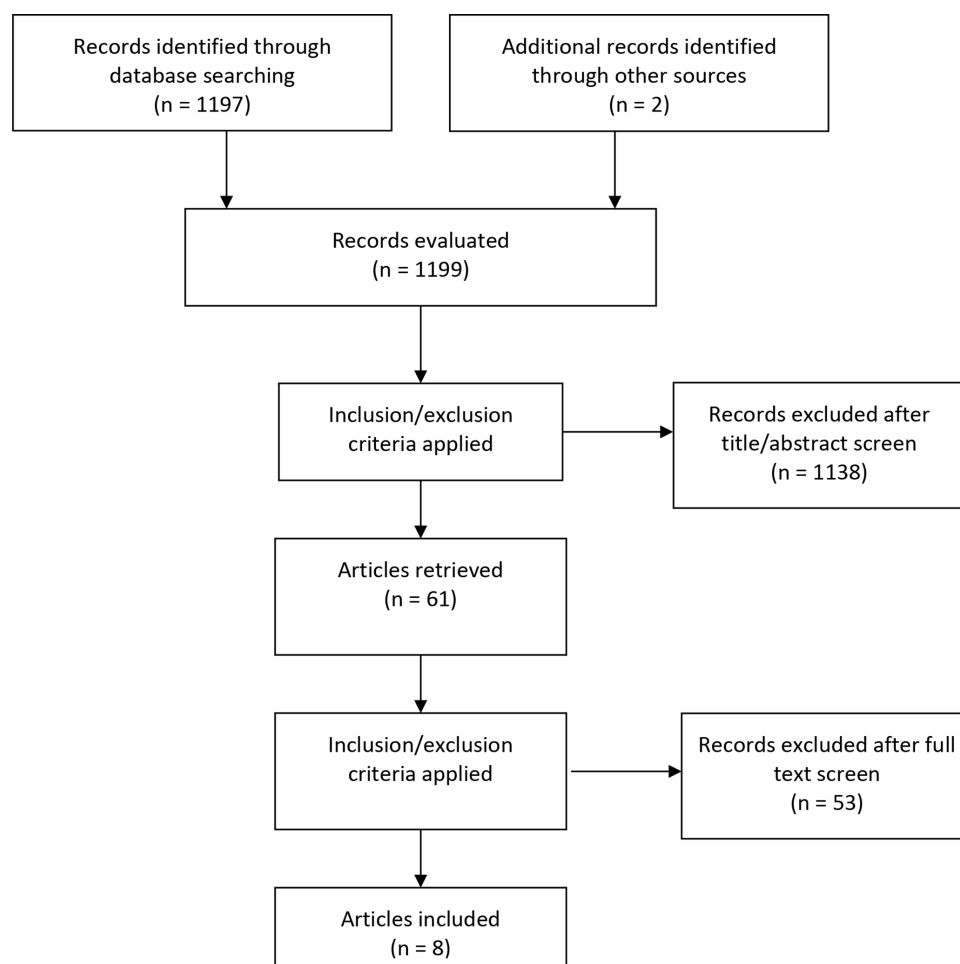 Records identified through
database searching
(n = 1197)
Additional records identified
through other sources
(n = 2)
Records evaluated
(n = 1199)
Inclusion/exclusion
criteria applied
Records excluded after
title/abstract screen
(n = 1138)
Articles retrieved
(n = 61)
Inclusion/exclusion
criteria applied
Records excluded after full
text screen
(n = 53)
Articles included
(n = 8)